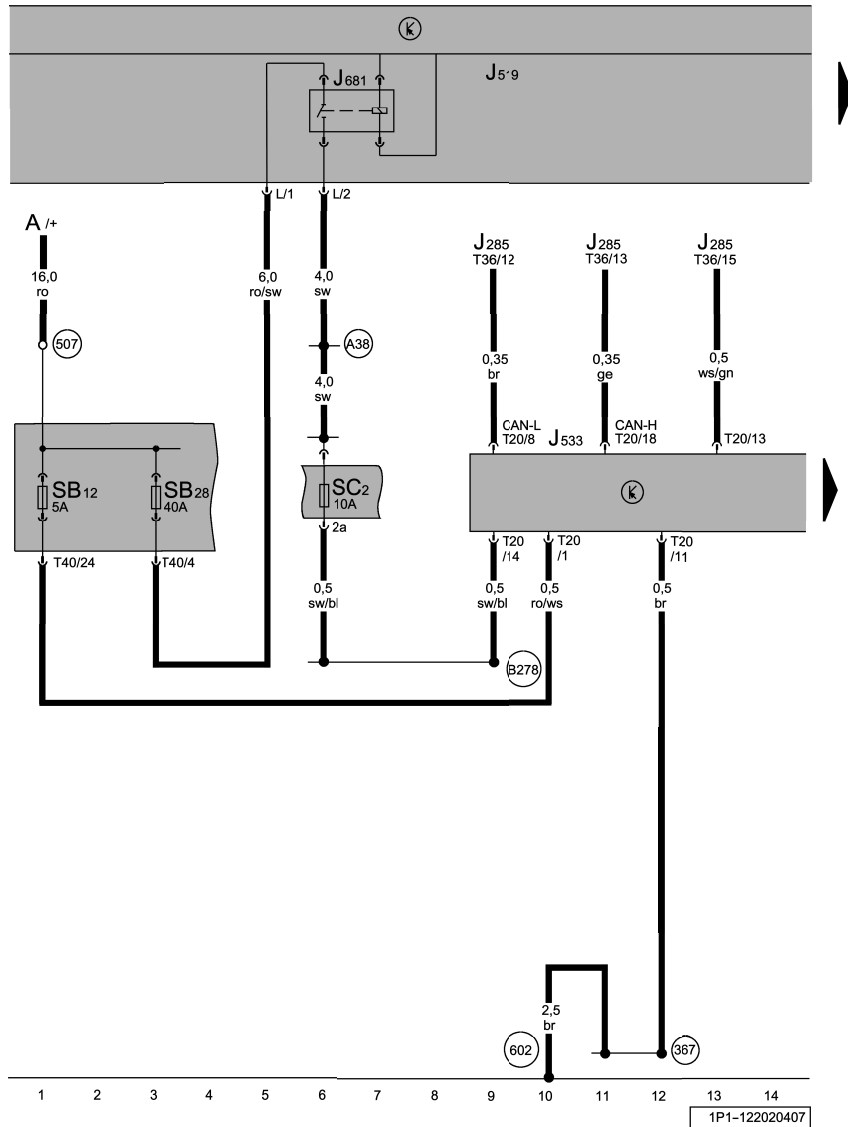 J681
J519
L/1
L/2
A /+
J285
T36/12
J285
T36/13
J285
T36/15
16,0
ro
6,0
ro/sw
4,0
sw
507
A38
0,35
br
0,35
ge
0,5
ws/gn
4,0
sw
CAN-L
T20/8
J533
CAN-H
T20/18
T20/13
SB12
5A
SB28
40A
SC2
10A
2a
T40/24
T40/4
T20
/14
T20
/1
T20
/11
0,5
sw/bl
0,5
sw/bl
0,5
ro/ws
0,5
br
B278
2,5
br
602
367
1 2 3 4 5 6 7 8 9 10 11 12 13 14
1P1-122020407